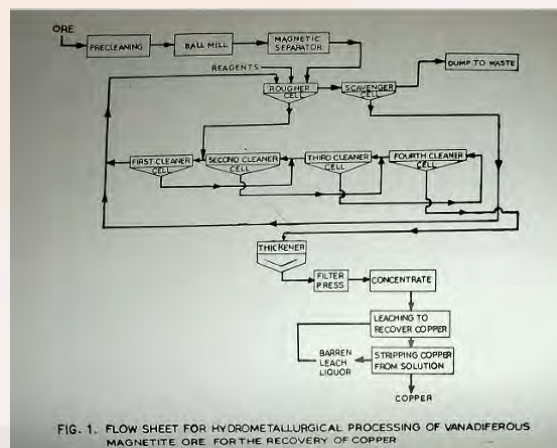 ORE
PRECLEANING
BALL MILL
MAGNETIC
SEPARATOR
REAGENTS
ROUGHER
CELL
SCAVENGER
CELL
DUMP TO WASTE
FIRST CLEANER
CELL
SECOND CLEANER
CELL
THIRD CLEANER
CELL
FOURTH CLEANER
CELL
THICKENER
FILTER
PRESS
CONCENTRATE
LEACHING TO
RECOVER COPPER
BARREN
LEACH
LIQUOR
STRIPPING COPPER
FROM SOLUTION
COPPER
FIG. 1. FLOW SHEET FOR HYDROMETALLURGICAL PROCESSING OF VANADIFEROUS
MAGNETITE ORE FOR THE RECOVERY OF COPPER